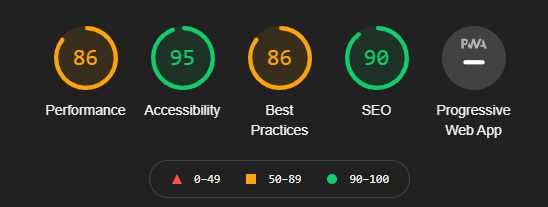 86 95 86 90 PWA
Performance Accessibility Best SEO Progressive
Practices Web App
0–49 50–89 90–100